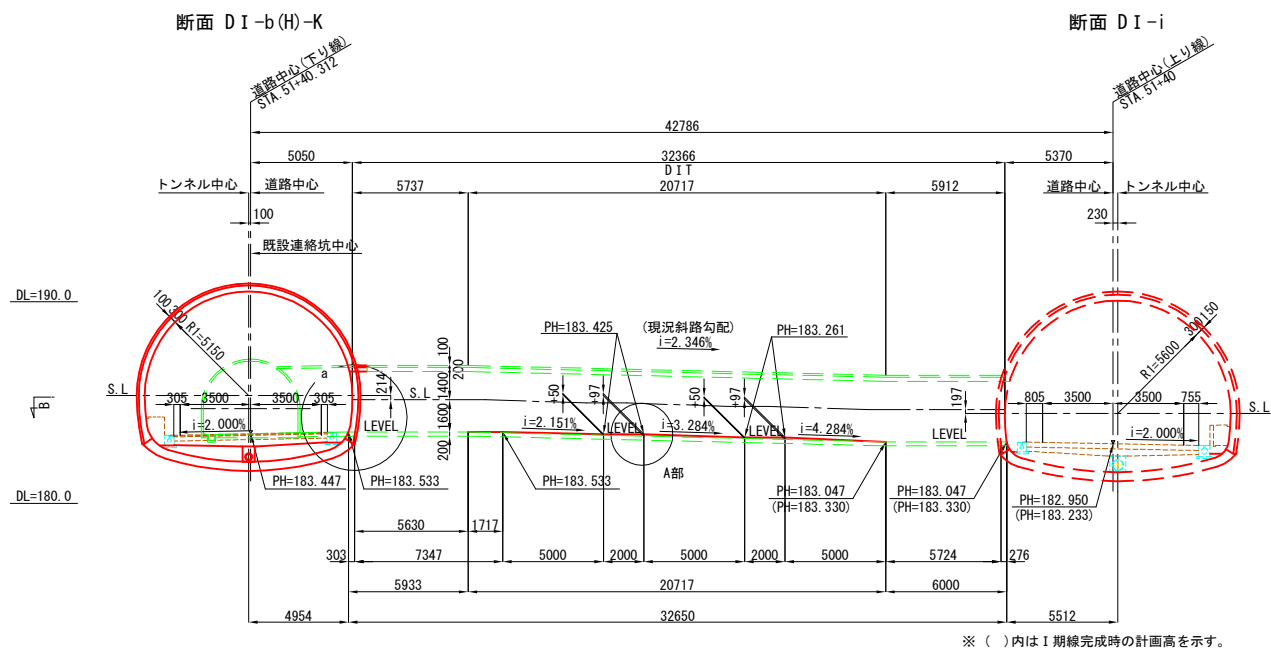 断面 DⅠ-b(H)-K
断面 DⅠ-i
道路中心(下り線)
STA.51+40.312
道路中心(上り線)
STA.51+40
42786
5050
32366
5370
DⅠT
トンネル中心
道路中心
5737
20717
5912
道路中心
トンネル中心
100
230
既設連絡坑中心
DL=190.0
100
300
R1=5150
PH=183.425
(現況斜路勾配)
i=2.346%
PH=183.261
300
150
R1=5600
100
200
a
214
1400
S.L
S.L
+50
+97
+50
+97
197
S.L
B
305
3500
3500
305
805
3500
3500
755
i=2.000%
LEVEL
1600
i=2.151%
LEVEL
i=3.284%
LEVEL
i=4.284%
LEVEL
i=2.000%
200
A部
PH=183.447
PH=183.533
PH=183.533
PH=183.047
(PH=183.330)
PH=183.047
(PH=183.330)
PH=182.950
(PH=183.233)
DL=180.0
5630
1717
303
7347
5000
2000
5000
2000
5000
5724
276
5933
20717
6000
4954
32650
5512
※ ( )内はⅠ期線完成時の計画高を示す。